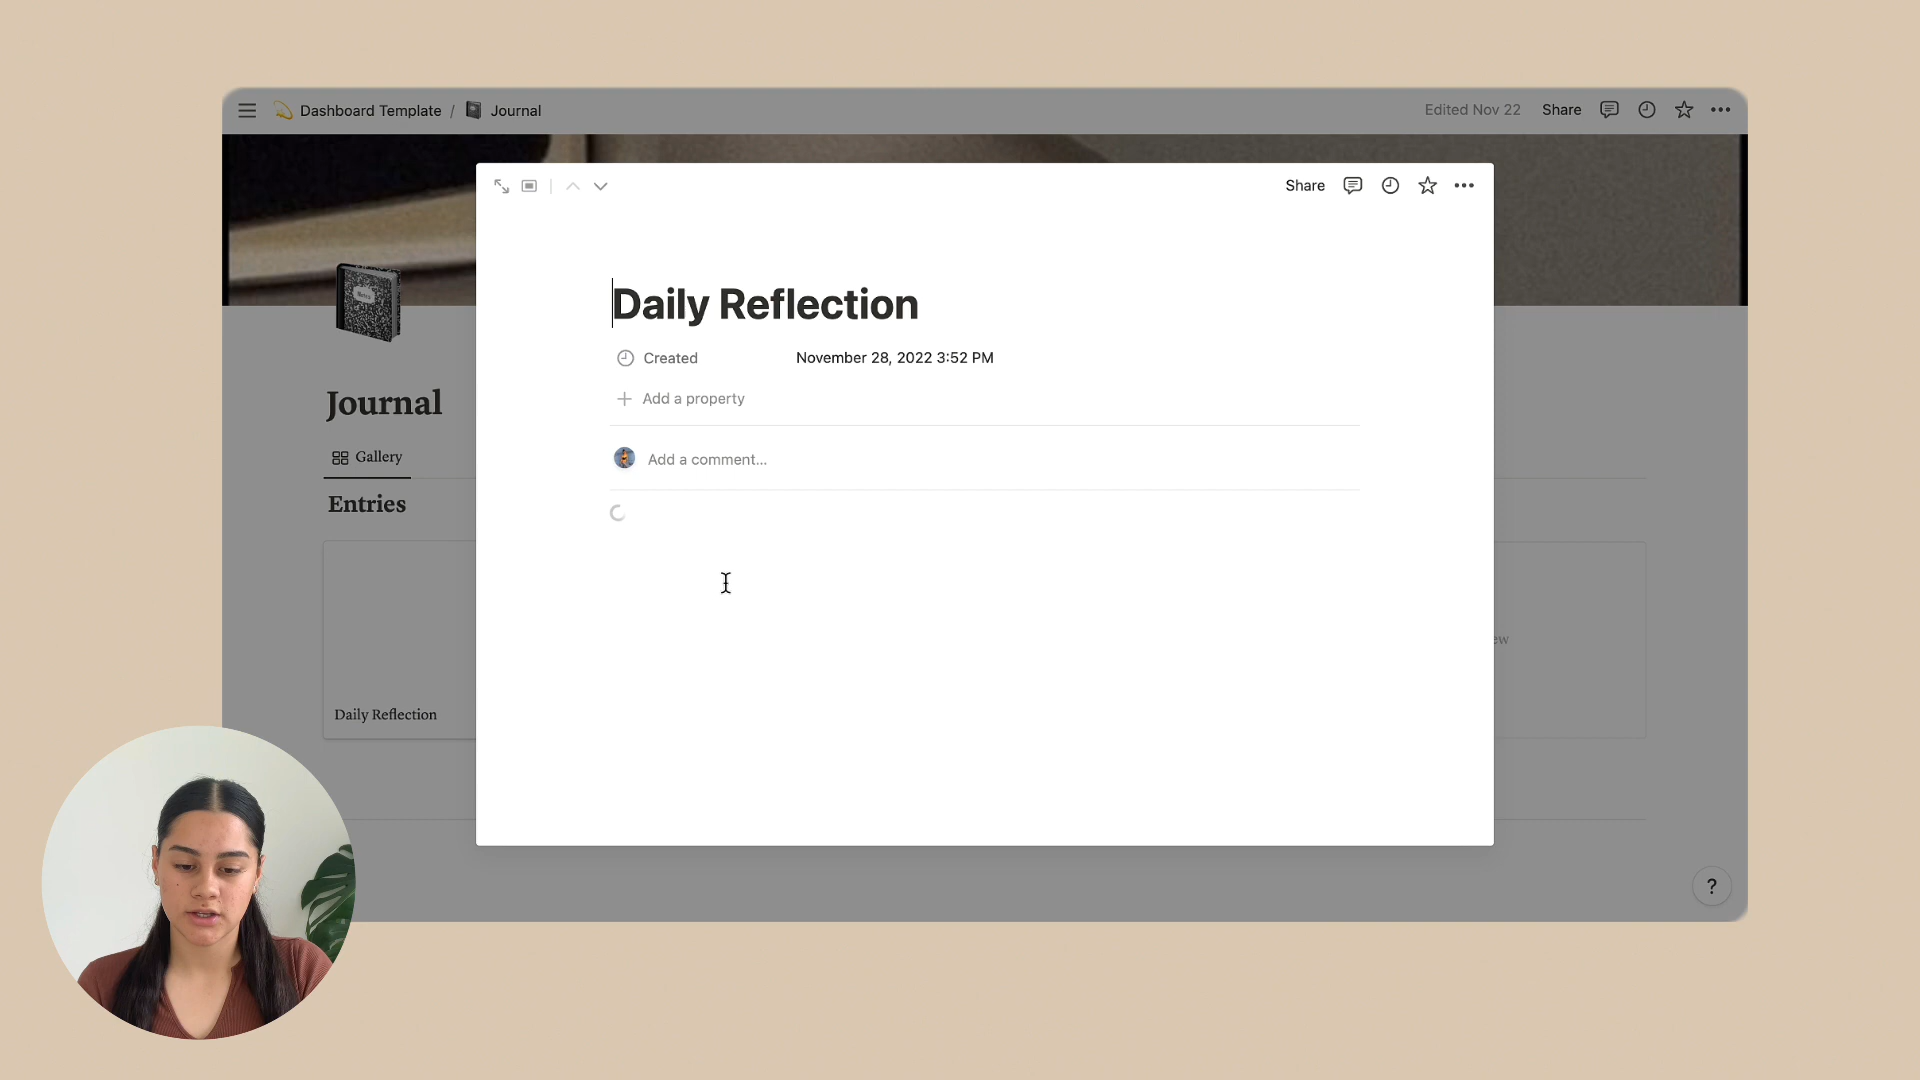 Dashboard Template / Journal
Edited Nov 22
Share
Share
Daily Reflection
Created
November 28, 2022 3:52 PM
Add a property
Add a comment...
Journal
Gallery
Entries
Daily Reflection
ew
?